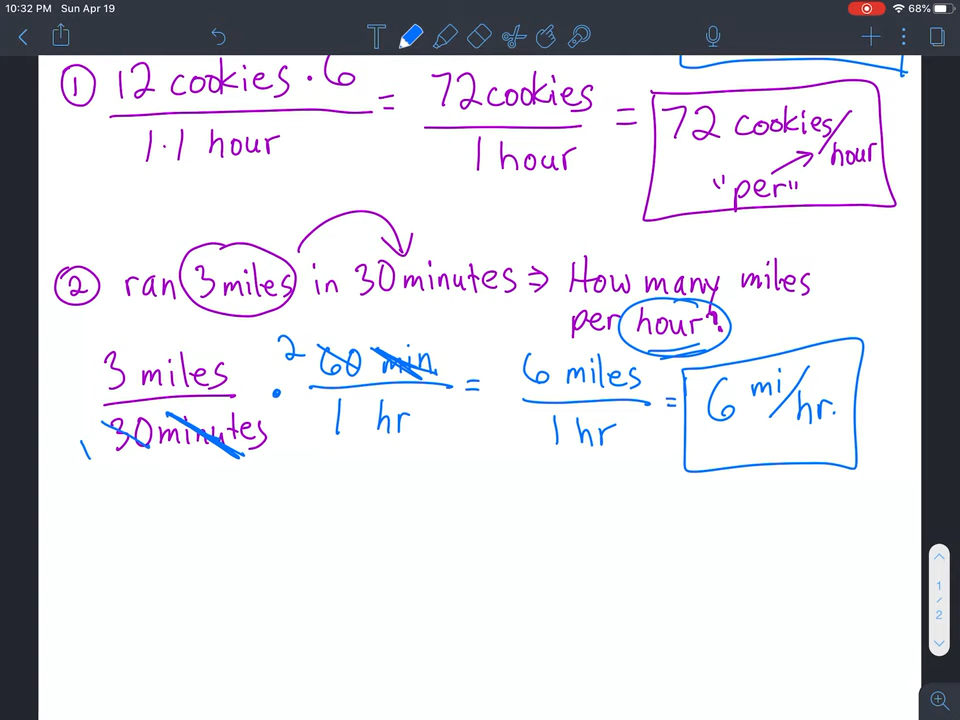 10:32 PM Sun Apr 19
68%
① 12 cookies · 6 / 1 · 1 hour = 72 cookies / 1 hour = 72 cookies/hour
"per"
② ran 3 miles in 30 minutes ⇒ How many miles
per hour?
3 miles / 30 minutes · 60 min. / 1 hr = 6 miles / 1 hr = 6 mi/hr.
2
1
1
2